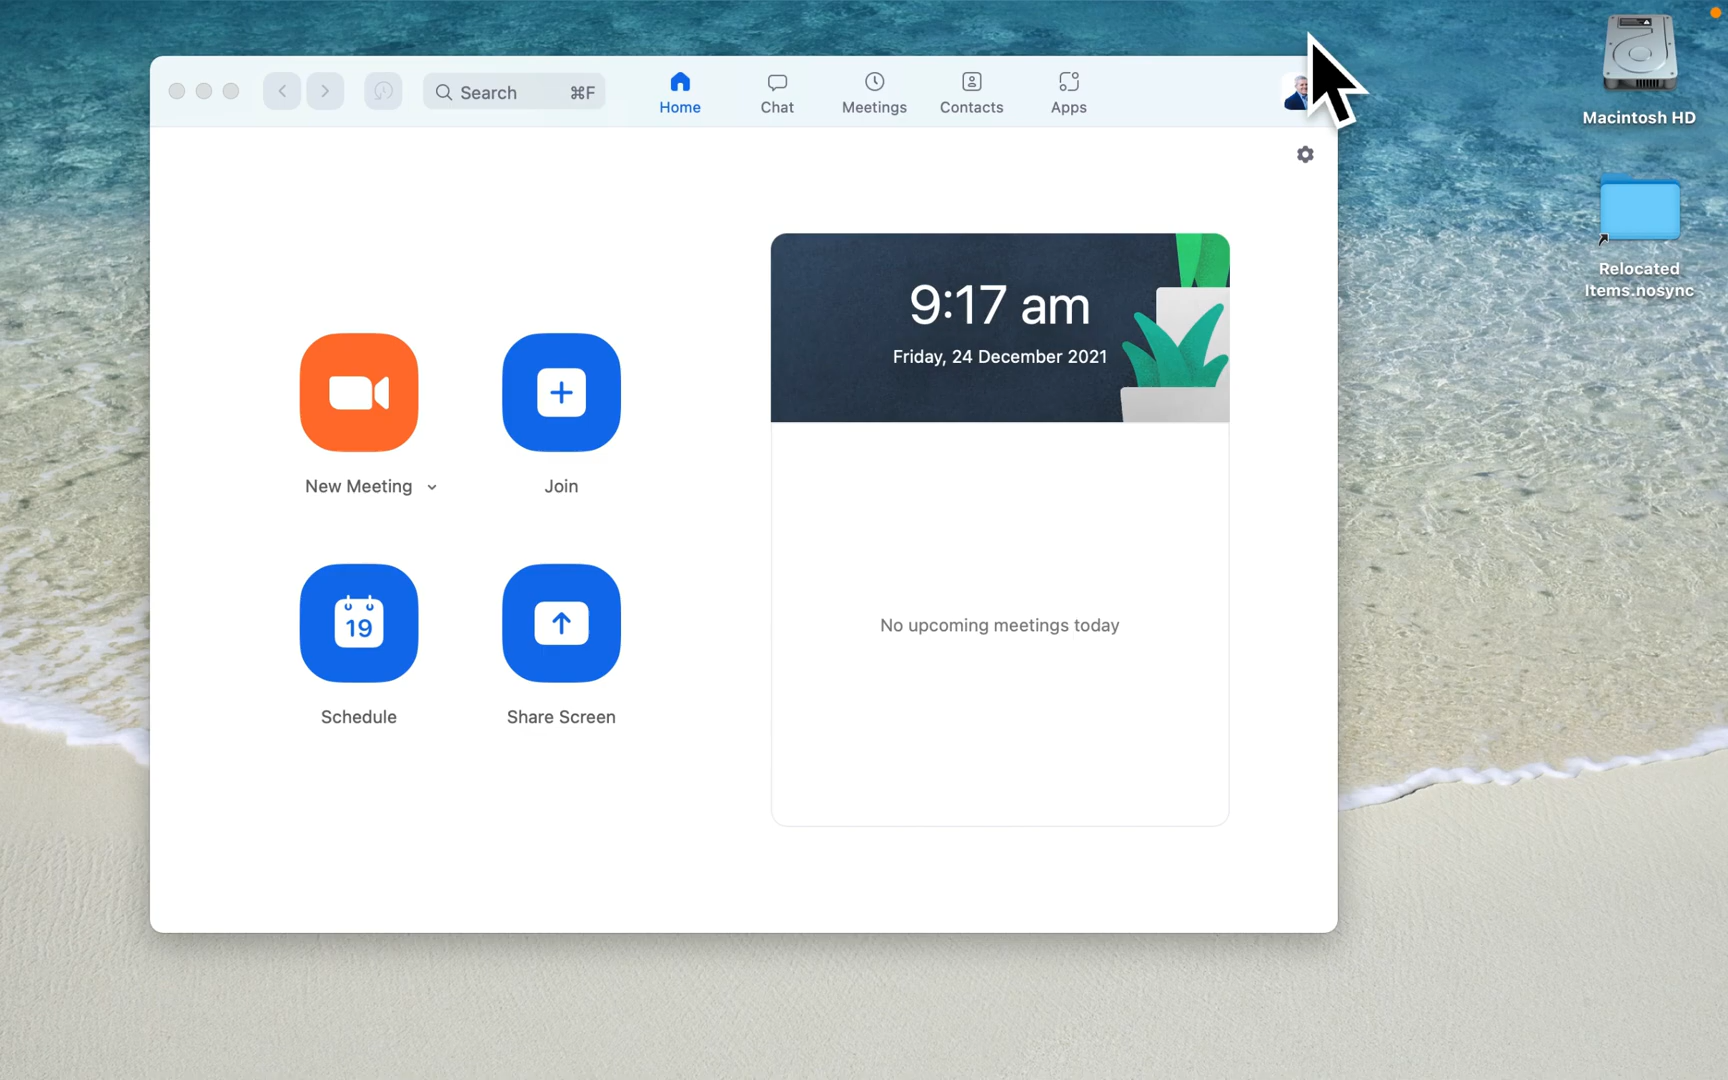 Search ⌘F
Home
Chat
Meetings
Contacts
Apps
Macintosh HD
Relocated
Items.nosync
9:17 am
Friday, 24 December 2021
New Meeting
Join
19
Schedule
Share Screen
No upcoming meetings today